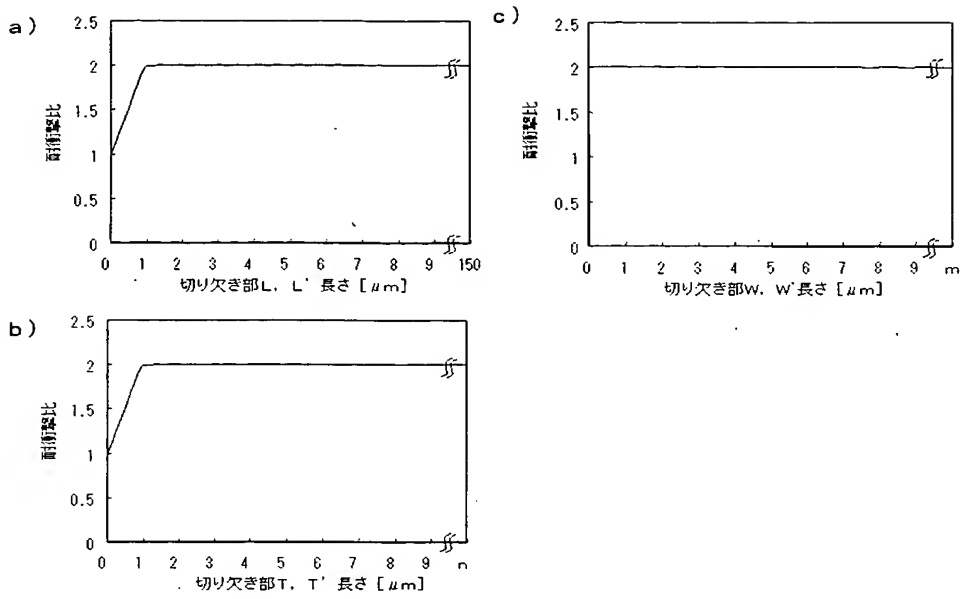 a)
2.5
2
1.5
1
0.5
0
耐衝撃比
0 1 2 3 4 5 6 7 8 9 150
切り欠き部L, L' 長さ [μm]
b)
2.5
2
1.5
1
0.5
0
耐衝撃比
0 1 2 3 4 5 6 7 8 9 n
切り欠き部T, T' 長さ [μm]
c)
2.5
2
1.5
1
0.5
0
耐衝撃比
0 1 2 3 4 5 6 7 8 9 m
切り欠き部W, W' 長さ [μm]